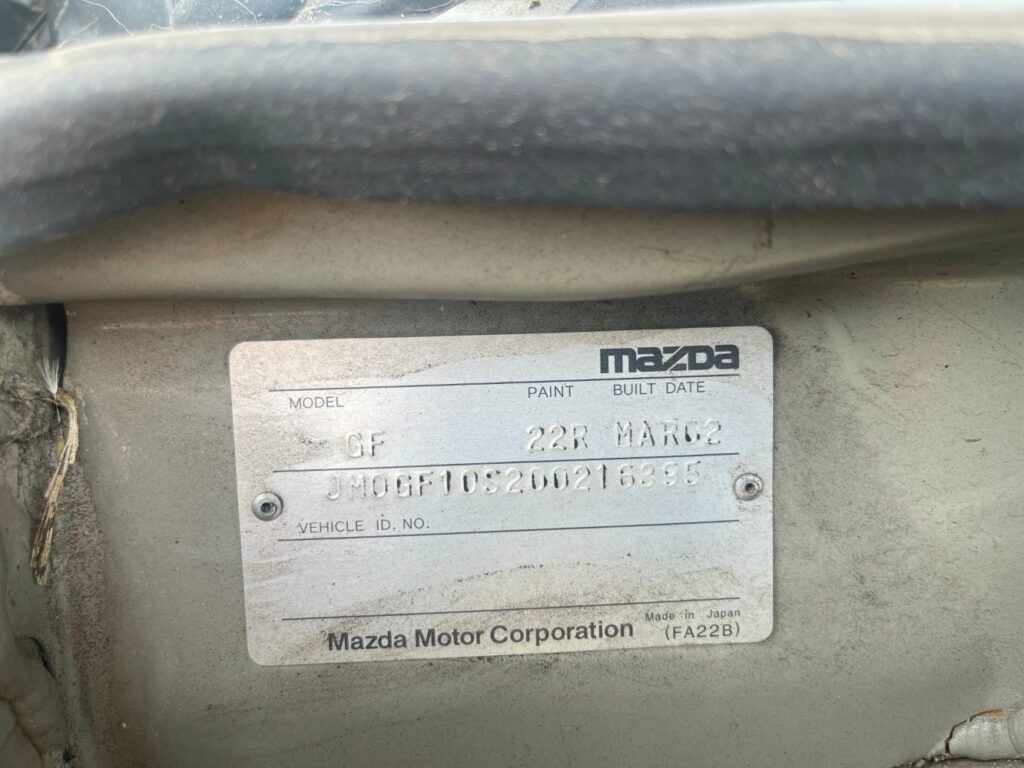 mazda
MODEL PAINT BUILT DATE
GF 22R MAR02
JM0GF10S200216395
VEHICLE ID. NO.
Made in Japan
Mazda Motor Corporation (FA22B)